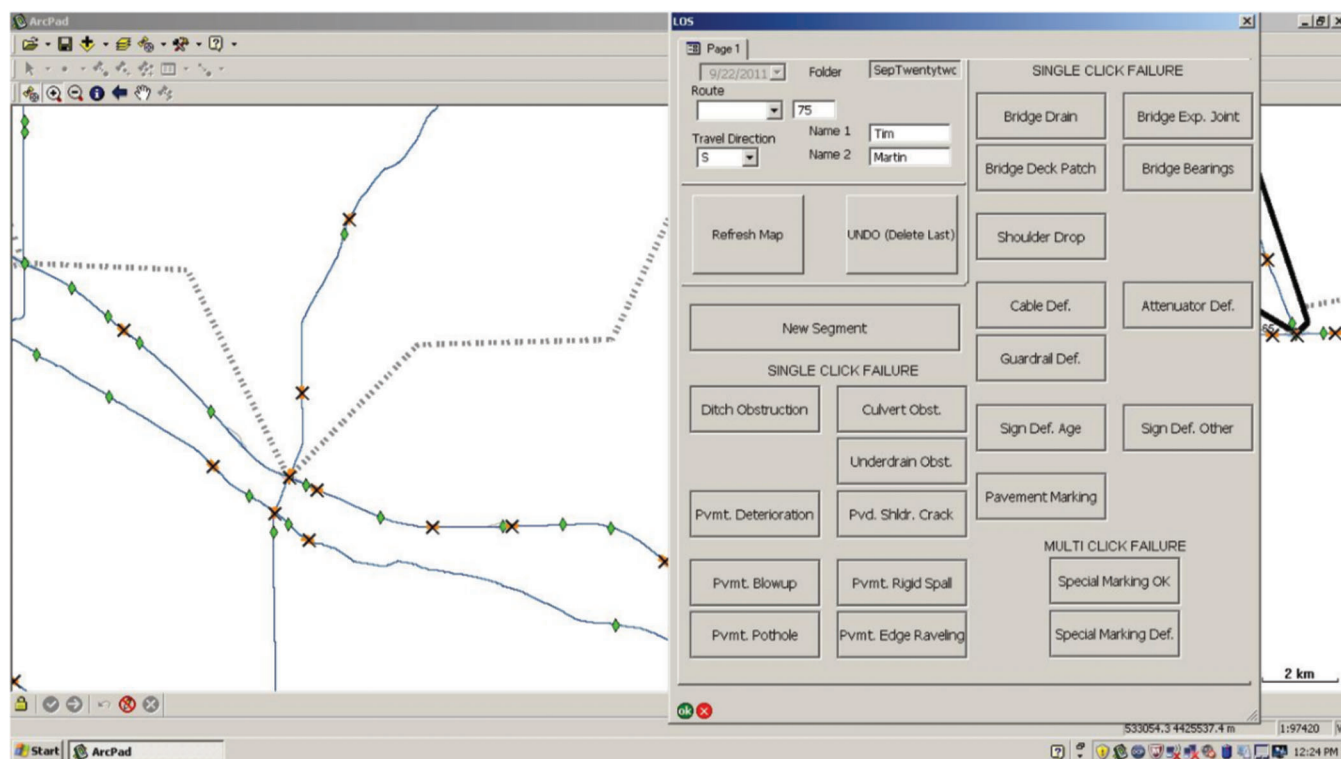 ArcPad
LOS
Page 1
9/22/2011
Folder
SepTwentytwo
Route
75
Travel Direction
Name 1
Tim
S
Name 2
Martin
Refresh Map
UNDO (Delete Last)
New Segment
SINGLE CLICK FAILURE
Ditch Obstruction
Culvert Obst.
Underdrain Obst.
Pvmt. Deterioration
Pvd. Shldr. Crack
Pvmt. Blowup
Pvmt. Rigid Spall
Pvmt. Pothole
Pvmt. Edge Raveling
SINGLE CLICK FAILURE
Bridge Drain
Bridge Exp. Joint
Bridge Deck Patch
Bridge Bearings
Shoulder Drop
Cable Def.
Attenuator Def.
Guardrail Def.
Sign Def. Age
Sign Def. Other
Pavement Marking
MULTI CLICK FAILURE
Special Marking OK
Special Marking Def.
ok
65
2 km
533054.3 4425537.4 m
1:97420
Start
ArcPad
12:24 PM